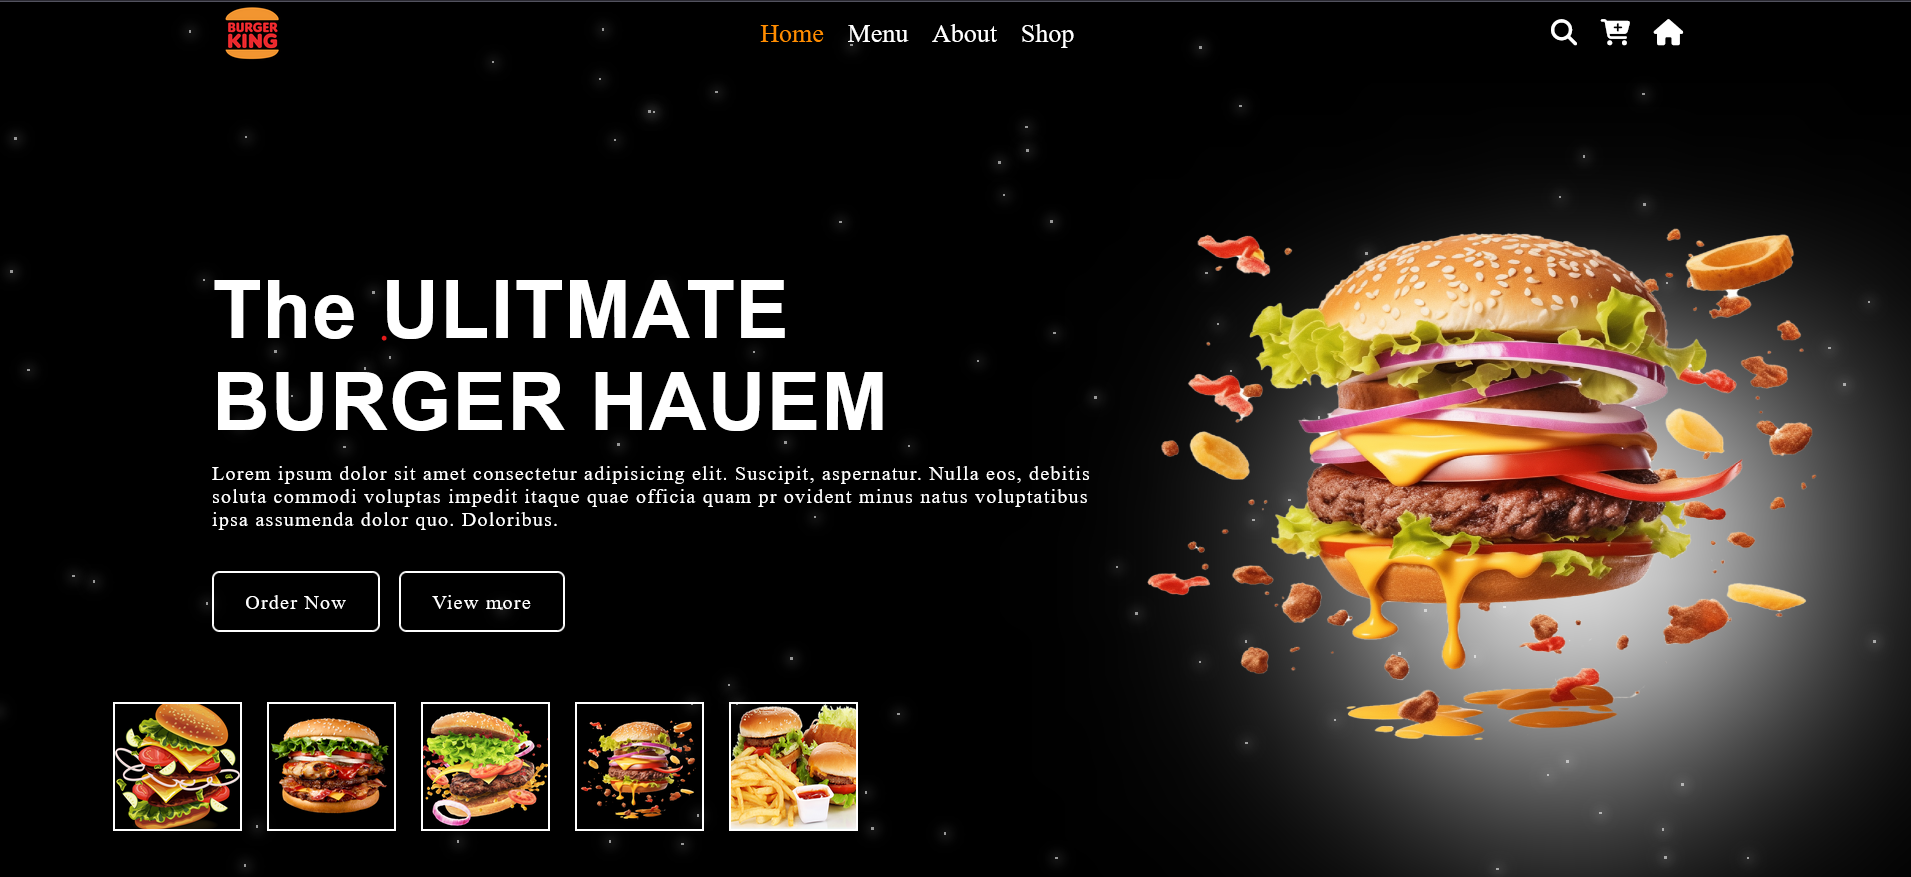 BURGER
KING
Home Menu About Shop
The ULITMATE
BURGER HAUEM
Lorem ipsum dolor sit amet consectetur adipisicing elit. Suscipit, aspernatur. Nulla eos, debitis
soluta commodi voluptas impedit itaque quae officia quam pr ovident minus natus voluptatibus
ipsa assumenda dolor quo. Doloribus.
Order Now View more